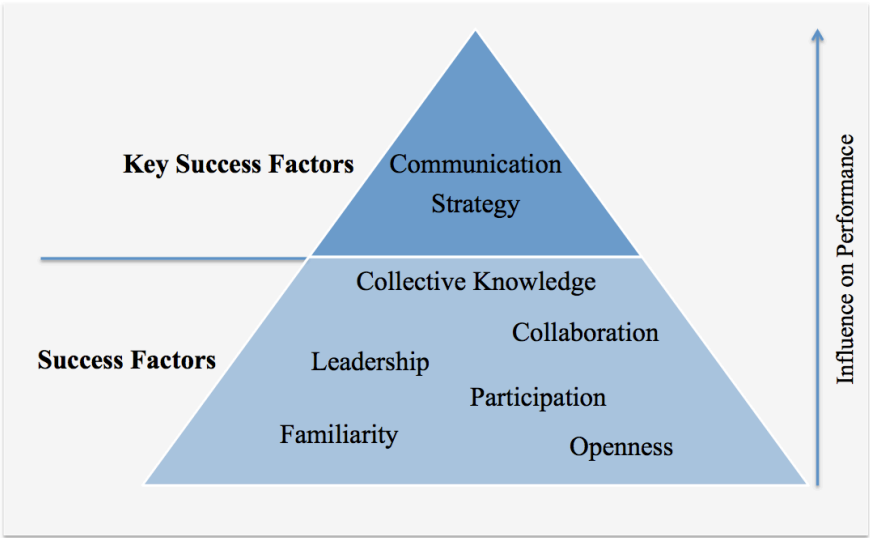 Key Success Factors
Communication
Strategy
Collective Knowledge
Collaboration
Success Factors
Leadership
Participation
Familiarity
Openness
Influence on Performance